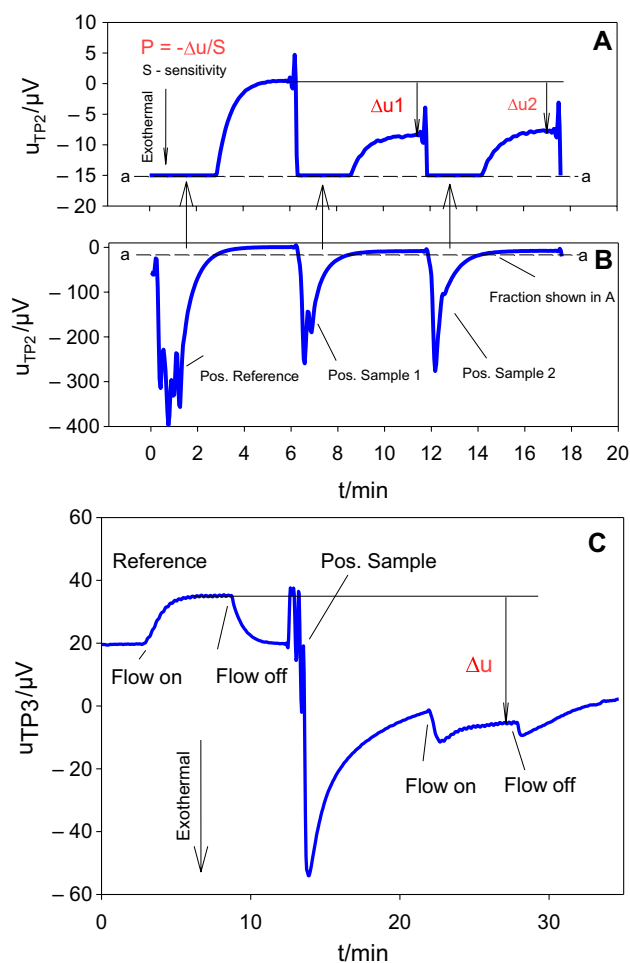 A
P = -Δu/S
S - sensitivity
Exothermal
Δu1
Δu2
u_TP2/µV
10
5
0
– 5
– 10
– 15
– 20
a
a
B
a
a
Fraction shown in A
Pos. Reference
Pos. Sample 1
Pos. Sample 2
u_TP2/µV
0
– 100
– 200
– 300
– 400
0 2 4 6 8 10 12 14 16 18 20
t/min
C
Reference
Pos. Sample
Flow on
Flow off
Δu
Flow on
Flow off
Exothermal
uTP3/µV
60
40
20
0
– 20
– 40
– 60
0 10 20 30
t/min